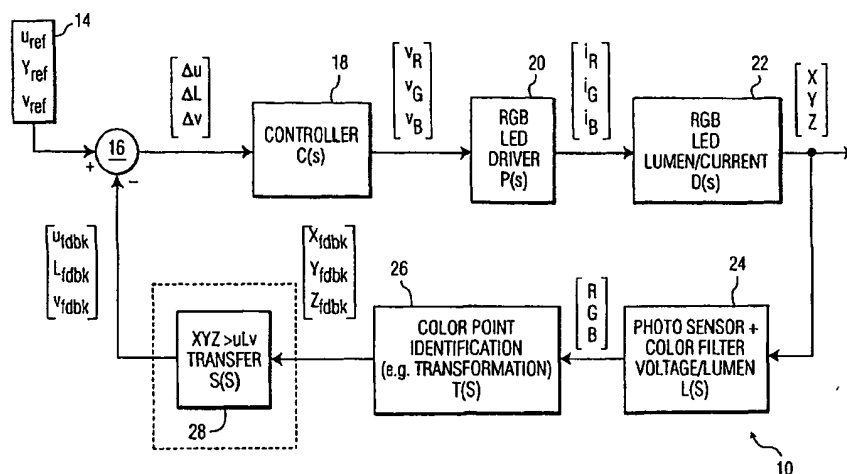 14
u_ref
Y_ref
v_ref
16
+
−
Δu
ΔL
Δv
18
CONTROLLER
C(s)
v_R
v_G
v_B
20
RGB
LED
DRIVER
P(s)
i_R
i_G
i_B
22
RGB
LED
LUMEN/CURRENT
D(s)
X
Y
Z
u_fdbk
L_fdbk
v_fdbk
XYZ >uLv
TRANSFER
S(S)
28
X_fdbk
Y_fdbk
Z_fdbk
26
COLOR POINT
IDENTIFICATION
(e.g. TRANSFORMATION)
T(S)
R
G
B
24
PHOTO SENSOR +
COLOR FILTER
VOLTAGE/LUMEN
L(S)
10